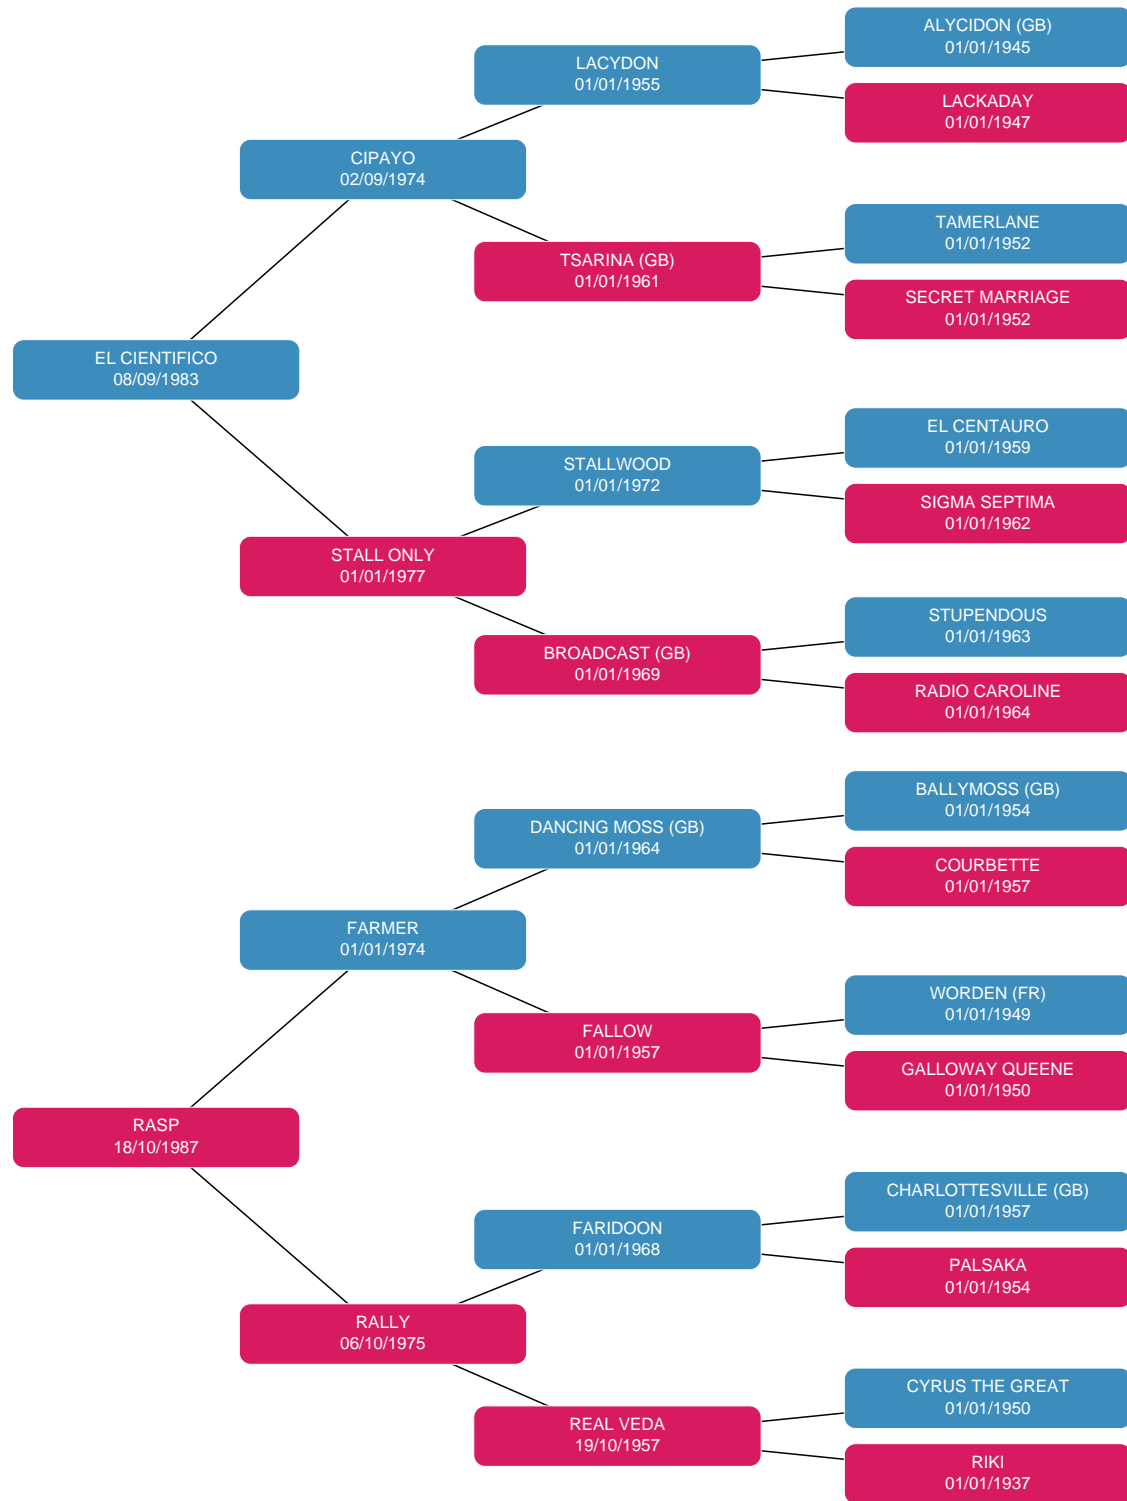 ALYCIDON (GB)
01/01/1945
LACYDON
01/01/1955
LACKADAY
01/01/1947
CIPAYO
02/09/1974
TAMERLANE
01/01/1952
TSARINA (GB)
01/01/1961
SECRET MARRIAGE
01/01/1952
EL CIENTIFICO
08/09/1983
EL CENTAURO
01/01/1959
STALLWOOD
01/01/1972
SIGMA SEPTIMA
01/01/1962
STALL ONLY
01/01/1977
STUPENDOUS
01/01/1963
BROADCAST (GB)
01/01/1969
RADIO CAROLINE
01/01/1964
BALLYMOSS (GB)
01/01/1954
DANCING MOSS (GB)
01/01/1964
COURBETTE
01/01/1957
FARMER
01/01/1974
WORDEN (FR)
01/01/1949
FALLOW
01/01/1957
GALLOWAY QUEENE
01/01/1950
RASP
18/10/1987
CHARLOTTESVILLE (GB)
01/01/1957
FARIDOON
01/01/1968
PALSAKA
01/01/1954
RALLY
06/10/1975
CYRUS THE GREAT
01/01/1950
REAL VEDA
19/10/1957
RIKI
01/01/1937